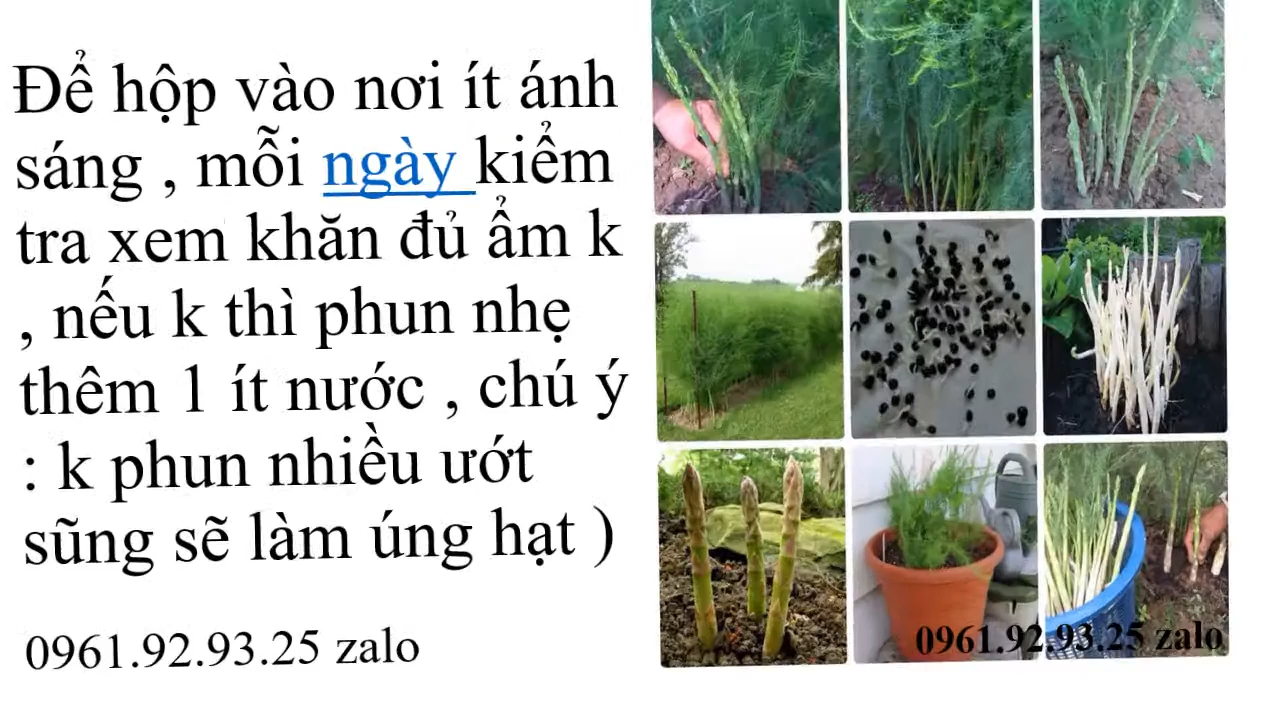 Để hộp vào nơi ít ánh
sáng , mỗi ngày kiểm
tra xem khăn đủ ẩm k
, nếu k thì phun nhẹ
thêm 1 ít nước , chú ý
: k phun nhiều ướt
sũng sẽ làm úng hạt )
0961.92.93.25 zalo
0961.92.93.25 zalo